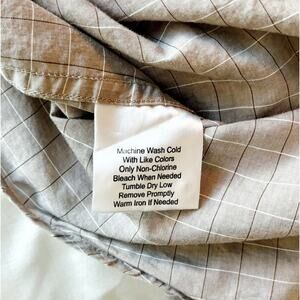 Machine Wash Cold
With Like Colors
Only Non-Chlorine
Bleach When Needed
Tumble Dry Low
Remove Promptly
Warm Iron If Needed